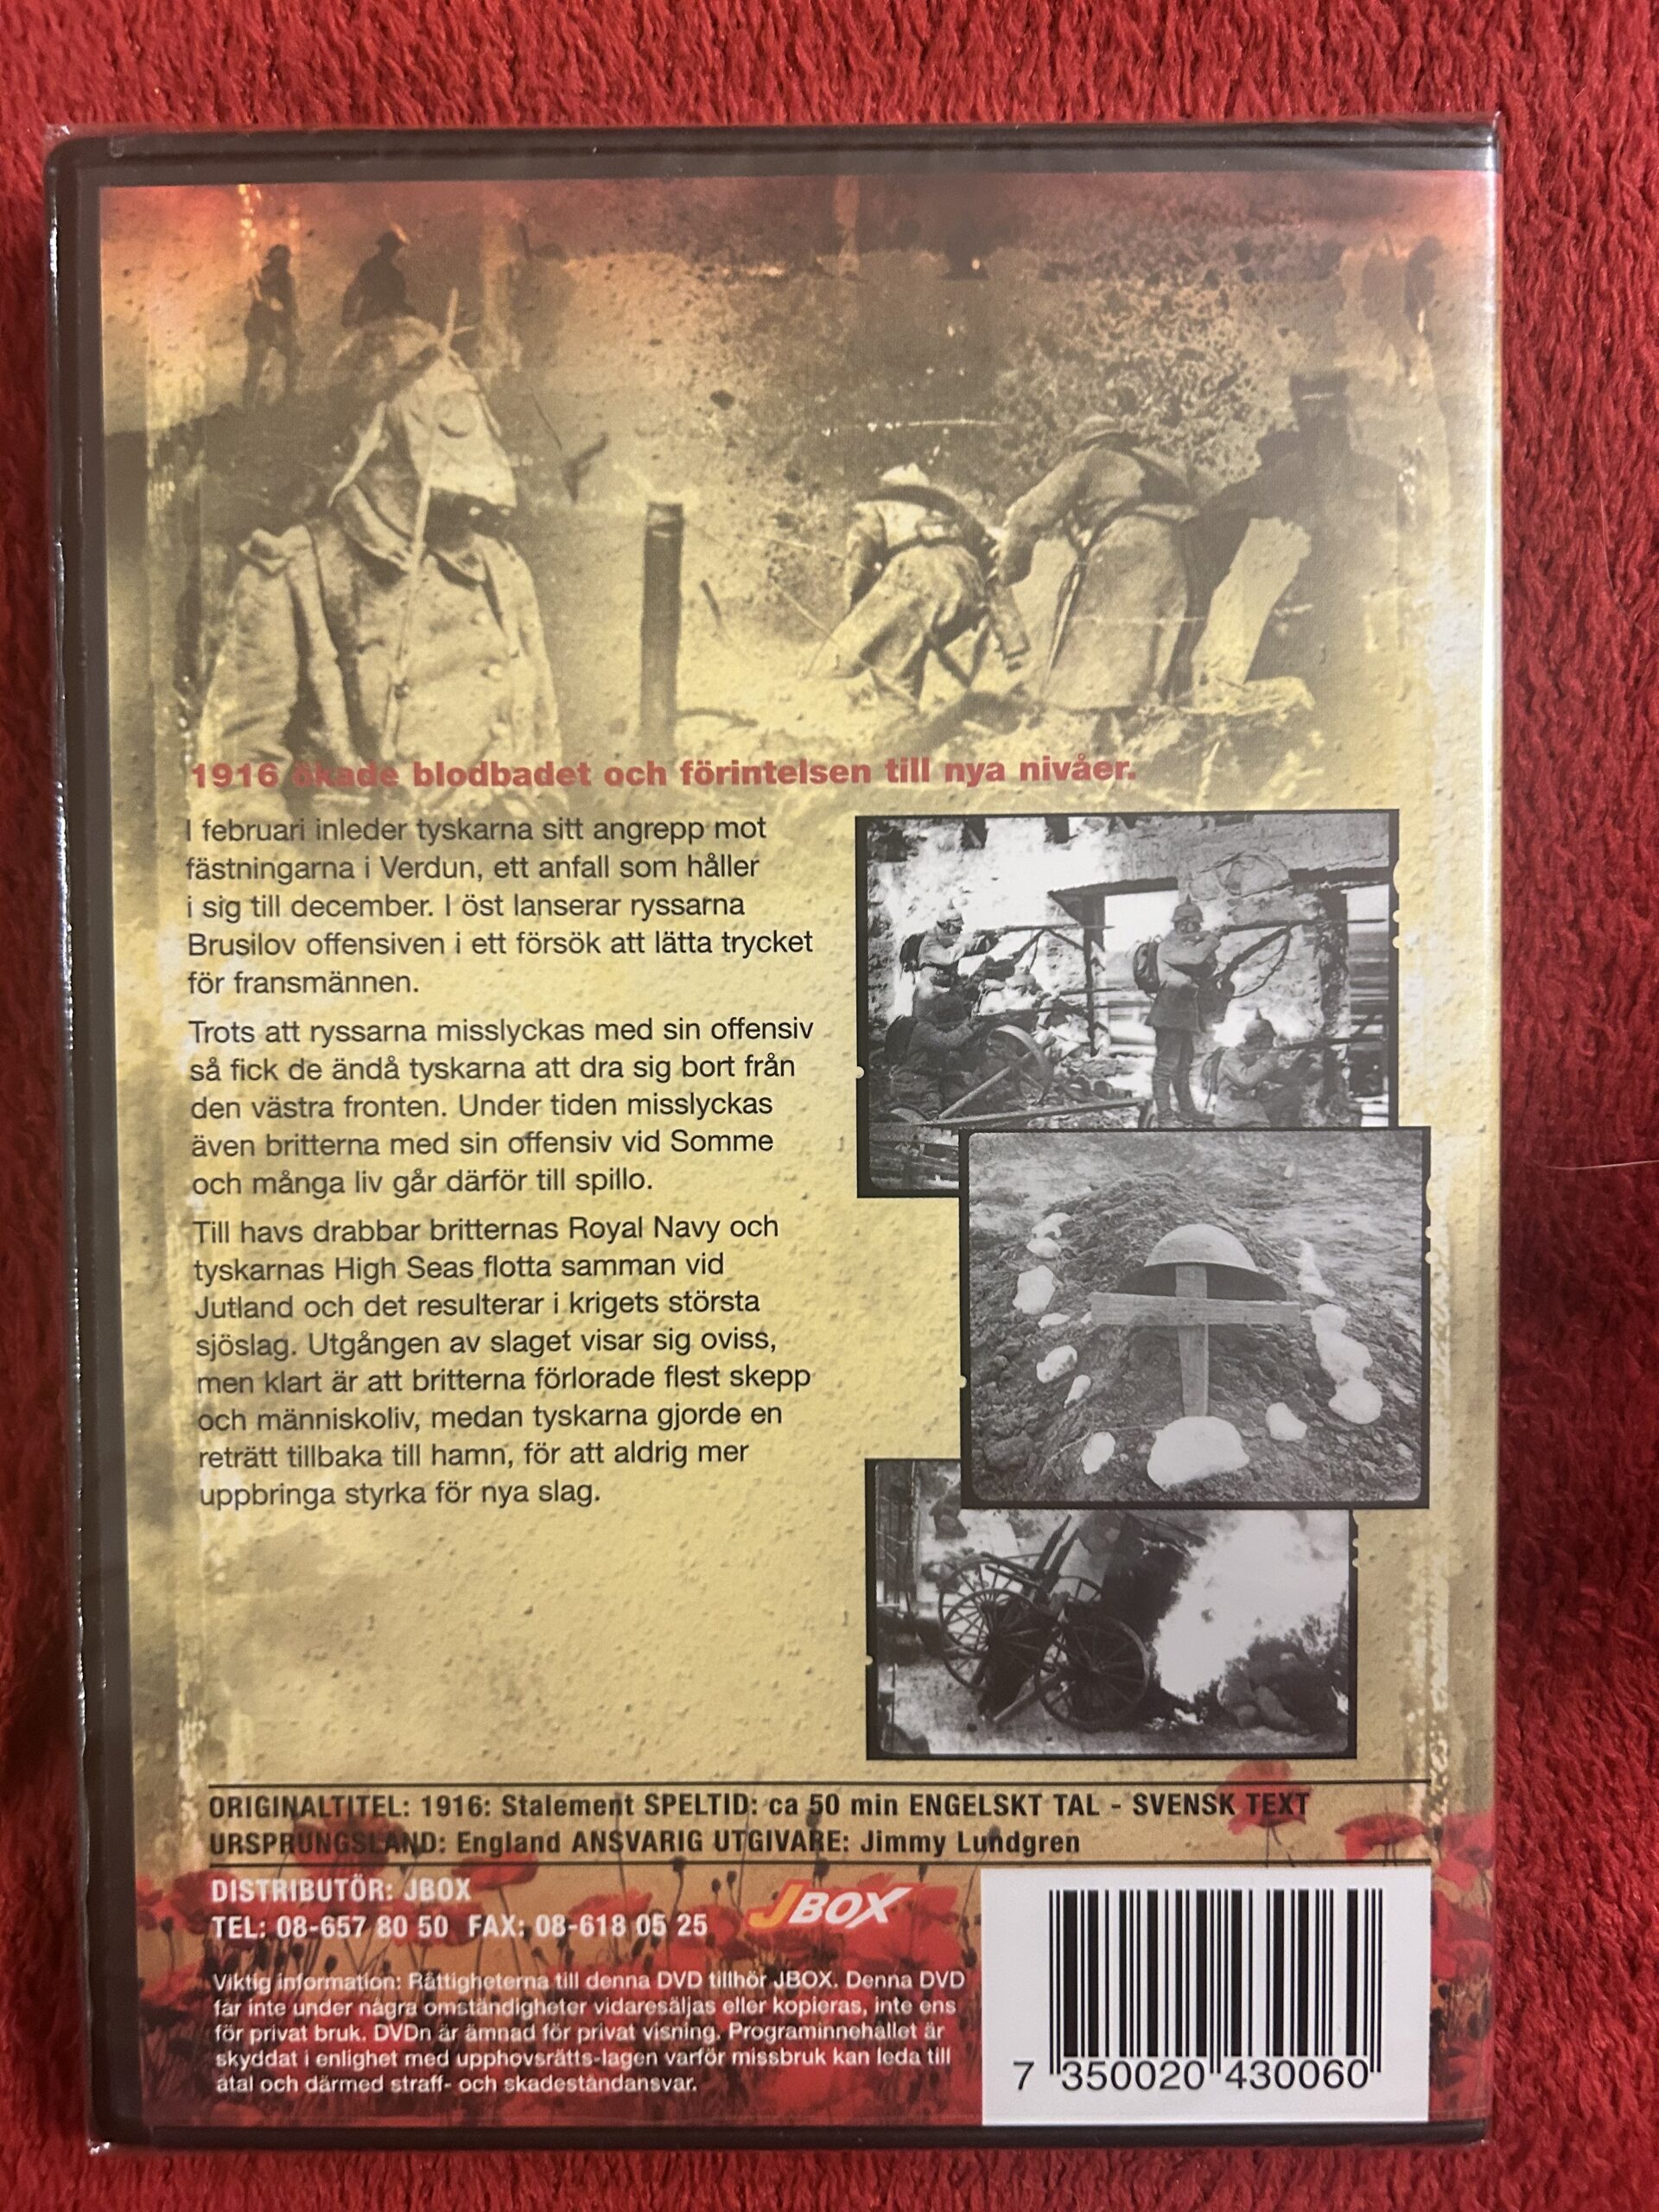 1916 ökade blodbadet och förintelsen till nya nivåer.
I februari inleder tyskarna sitt angrepp mot
fästningarna i Verdun, ett anfall som håller
i sig till december. I öst lanserar ryssarna
Brusilov offensiven i ett försök att lätta trycket
för fransmännen.
Trots att ryssarna misslyckas med sin offensiv
så fick de ändå tyskarna att dra sig bort från
den västra fronten. Under tiden misslyckas
även britterna med sin offensiv vid Somme
och många liv går därför till spillo.
Till havs drabbar britternas Royal Navy och
tyskarnas High Seas flotta samman vid
Jutland och det resulterar i krigets största
sjöslag. Utgången av slaget visar sig oviss,
men klart är att britterna förlorade flest skepp
och människoliv, medan tyskarna gjorde en
reträtt tillbaka till hamn, för att aldrig mer
uppbringa styrka för nya slag.
ORIGINALTITEL: 1916: Stalement SPELTID: ca 50 min ENGELSKT TAL - SVENSK TEXT
URSPRUNGSLAND: England ANSVARIG UTGIVARE: Jimmy Lundgren
DISTRIBUTÖR: JBOX
TEL: 08-657 80 50 FAX: 08-618 05 25
JBOX
Viktig information: Rättigheterna till denna DVD tillhör JBOX. Denna DVD
får inte under några omständigheter vidaresäljas eller kopieras, inte ens
för privat bruk. DVDn är ämnad för privat visning. Programinnehållet är
skyddat i enlighet med upphovsrätts-lagen varför missbruk kan leda till
åtal och därmed straff- och skadeståndansvar.
7 350020 430060